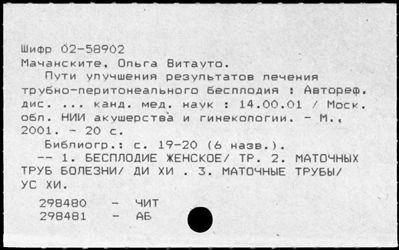 Шифр 02-58902
Мачанските, Ольга Витауто.
Пути улучшения результатов лечения
трубно-перитонеального бесплодия : Автореф.
дис. ... канд. мед. наук : 14.00.01 / Моск.
обл. НИИ акушерства и гинекологии. - М.,
2001. - 20 с.
Библиогр.: с. 19-20 (6 назв.).
-- 1. БЕСПЛОДИЕ ЖЕНСКОЕ/ ТР. 2. МАТОЧНЫХ
ТРУБ БОЛЕЗНИ/ ДИ ХИ . 3. МАТОЧНЫЕ ТРУБЫ/
УС ХИ.
298480 - ЧИТ
298481 - АБ